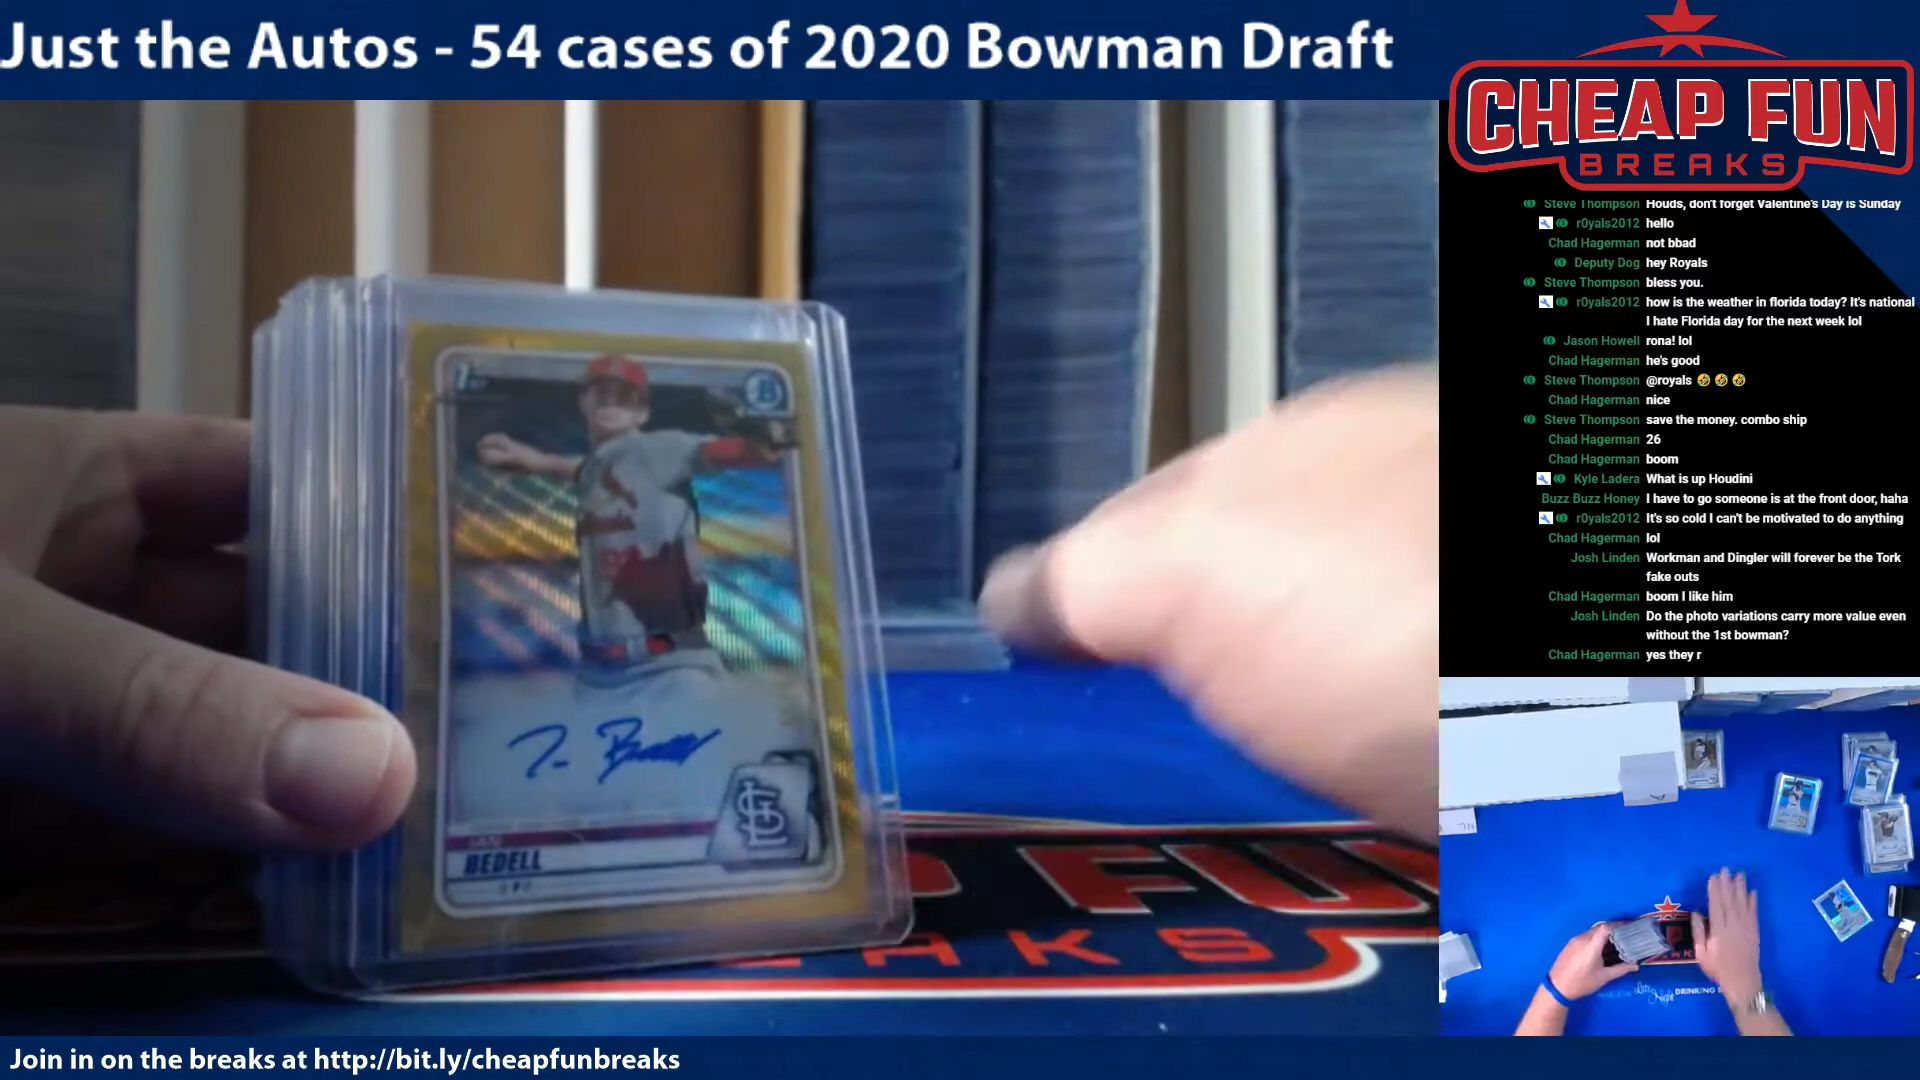 Just the Autos - 54 cases of 2020 Bowman Draft
CHEAP FUN
BREAKS
Steve Thompson Houds, don't forget Valentine's Day is Sunday
r0yals2012 hello
Chad Hagerman not bbad
Deputy Dog hey Royals
Steve Thompson bless you.
r0yals2012 how is the weather in florida today? It's national
I hate Florida day for the next week lol
Jason Howell rona! lol
Chad Hagerman he's good
Steve Thompson @royals 🤣 🤣 🤣
Chad Hagerman nice
Steve Thompson save the money. combo ship
Chad Hagerman 26
Chad Hagerman boom
Kyle Ladera What is up Houdini
Buzz Buzz Honey I have to go someone is at the front door, haha
r0yals2012 It's so cold I can't be motivated to do anything
Chad Hagerman lol
Josh Linden Workman and Dingler will forever be the Tork
fake outs
Chad Hagerman boom I like him
Josh Linden Do the photo variations carry more value even
without the 1st bowman?
Chad Hagerman yes they r
1ST
B
BEDELL
P FU
AKS
DRINKING
Join in on the breaks at http://bit.ly/cheapfunbreaks